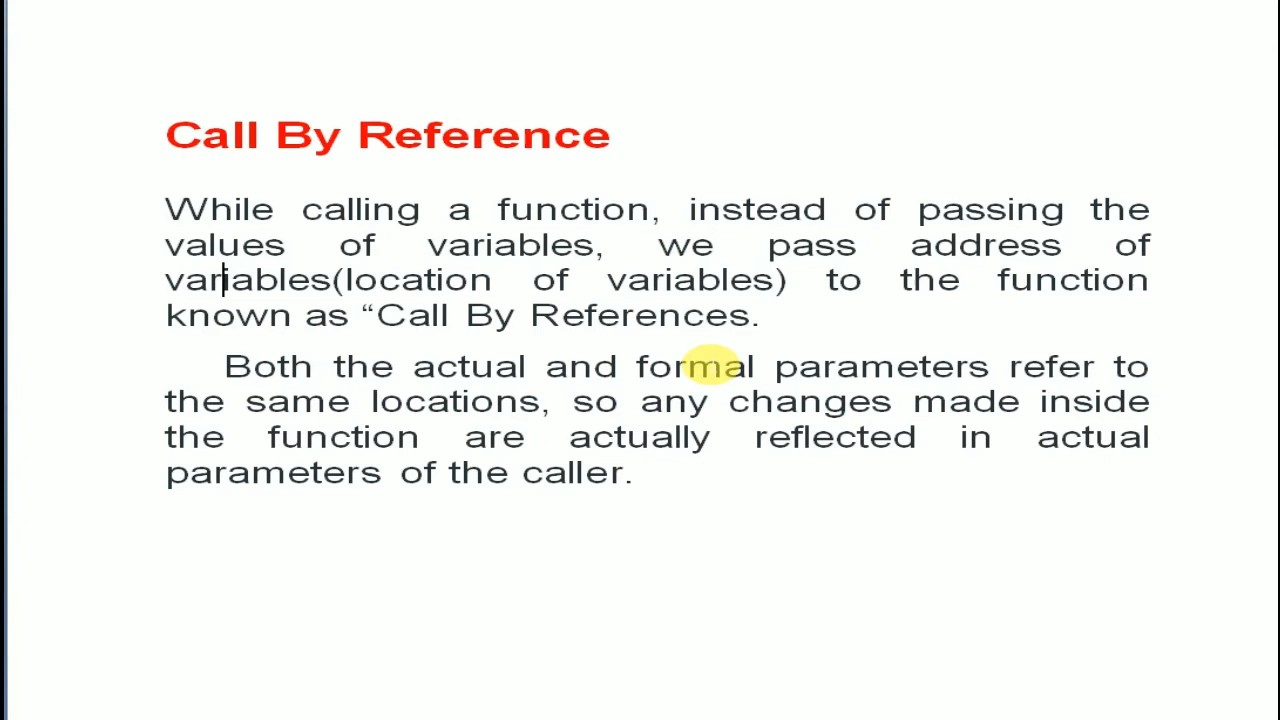 Call By Reference
While calling a function, instead of passing the
values of variables, we pass address of
variables(location of variables) to the function
known as “Call By References.
Both the actual and formal parameters refer to
the same locations, so any changes made inside
the function are actually reflected in actual
parameters of the caller.